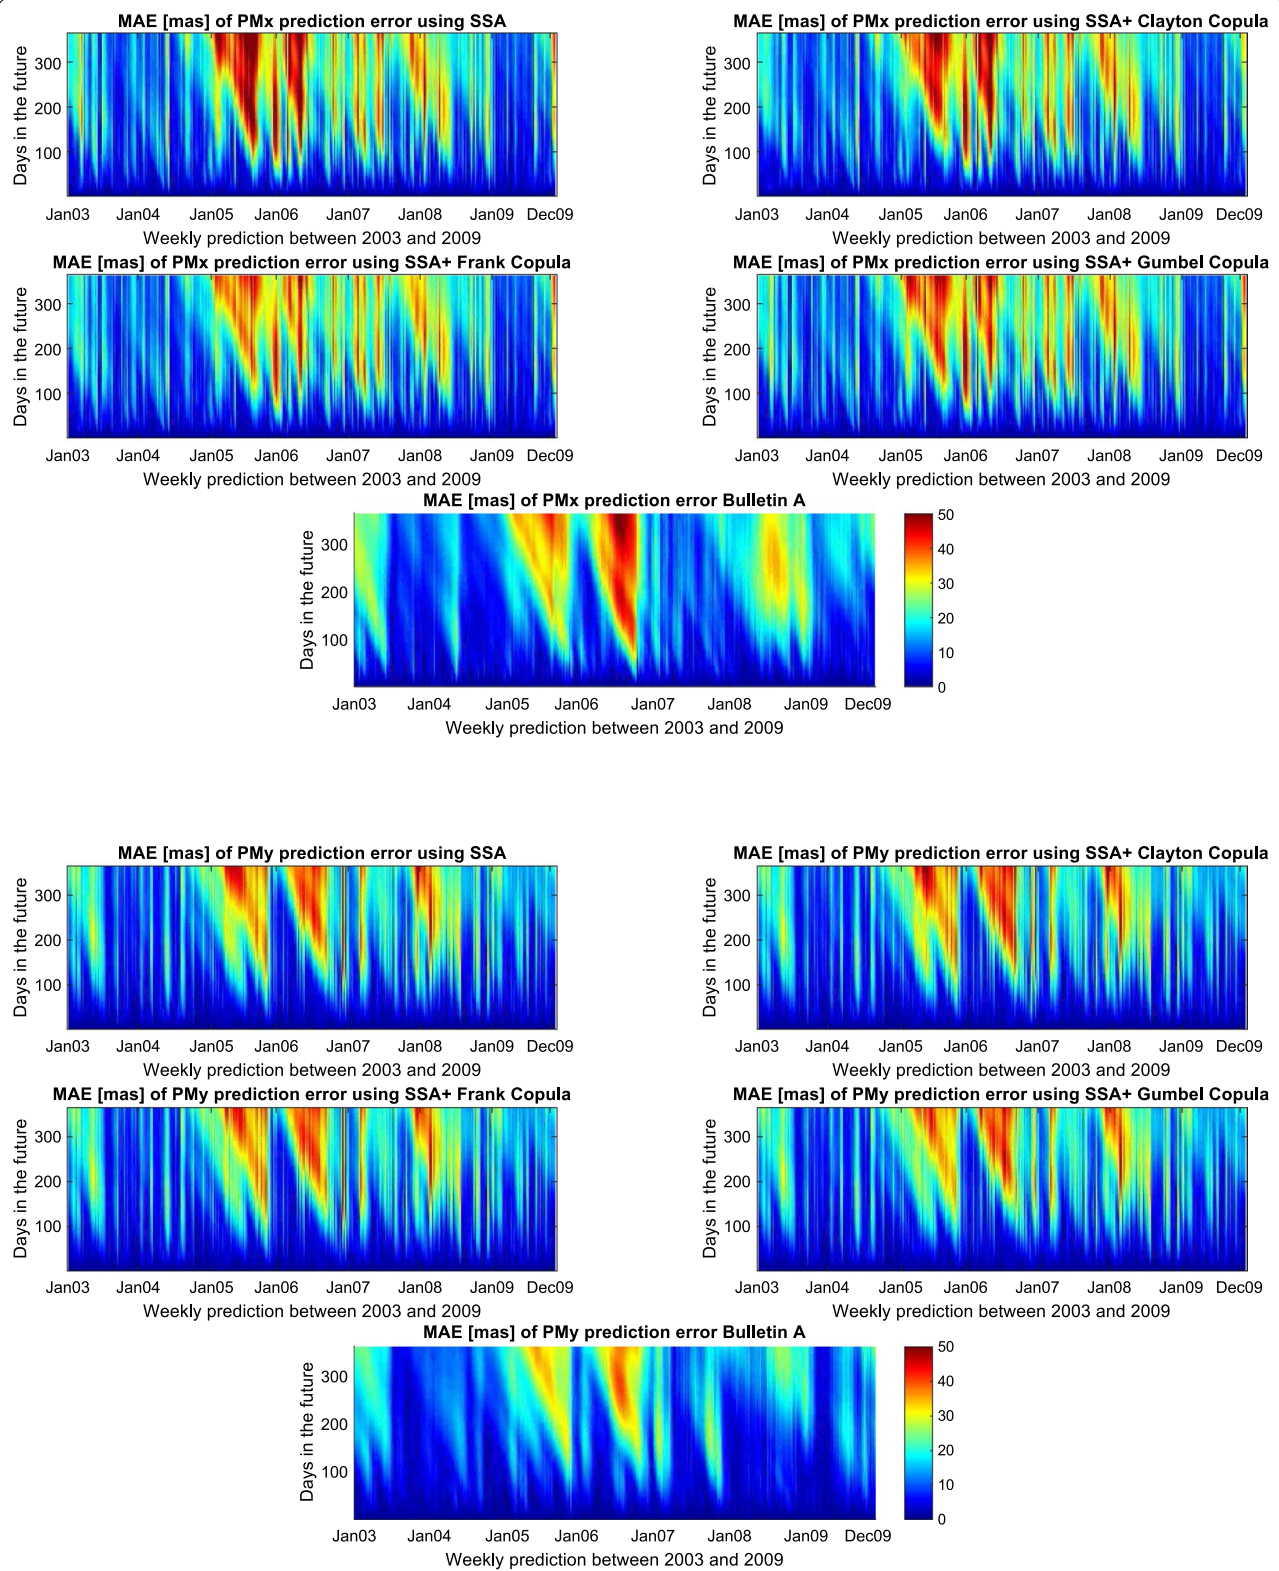 MAE [mas] of PMx prediction error using SSA
Days in the future
300
200
100
Jan03 Jan04 Jan05 Jan06 Jan07 Jan08 Jan09 Dec09
Weekly prediction between 2003 and 2009
MAE [mas] of PMx prediction error using SSA+ Clayton Copula
Days in the future
300
200
100
Jan03 Jan04 Jan05 Jan06 Jan07 Jan08 Jan09 Dec09
Weekly prediction between 2003 and 2009
MAE [mas] of PMx prediction error using SSA+ Frank Copula
Days in the future
300
200
100
Jan03 Jan04 Jan05 Jan06 Jan07 Jan08 Jan09 Dec09
Weekly prediction between 2003 and 2009
MAE [mas] of PMx prediction error using SSA+ Gumbel Copula
Days in the future
300
200
100
Jan03 Jan04 Jan05 Jan06 Jan07 Jan08 Jan09 Dec09
Weekly prediction between 2003 and 2009
MAE [mas] of PMx prediction error Bulletin A
Days in the future
300
200
100
Jan03 Jan04 Jan05 Jan06 Jan07 Jan08 Jan09 Dec09
Weekly prediction between 2003 and 2009
50
40
30
20
10
0
MAE [mas] of PMy prediction error using SSA
Days in the future
300
200
100
Jan03 Jan04 Jan05 Jan06 Jan07 Jan08 Jan09 Dec09
Weekly prediction between 2003 and 2009
MAE [mas] of PMy prediction error using SSA+ Clayton Copula
Days in the future
300
200
100
Jan03 Jan04 Jan05 Jan06 Jan07 Jan08 Jan09 Dec09
Weekly prediction between 2003 and 2009
MAE [mas] of PMy prediction error using SSA+ Frank Copula
Days in the future
300
200
100
Jan03 Jan04 Jan05 Jan06 Jan07 Jan08 Jan09 Dec09
Weekly prediction between 2003 and 2009
MAE [mas] of PMy prediction error using SSA+ Gumbel Copula
Days in the future
300
200
100
Jan03 Jan04 Jan05 Jan06 Jan07 Jan08 Jan09 Dec09
Weekly prediction between 2003 and 2009
MAE [mas] of PMy prediction error Bulletin A
Days in the future
300
200
100
Jan03 Jan04 Jan05 Jan06 Jan07 Jan08 Jan09 Dec09
Weekly prediction between 2003 and 2009
50
40
30
20
10
0